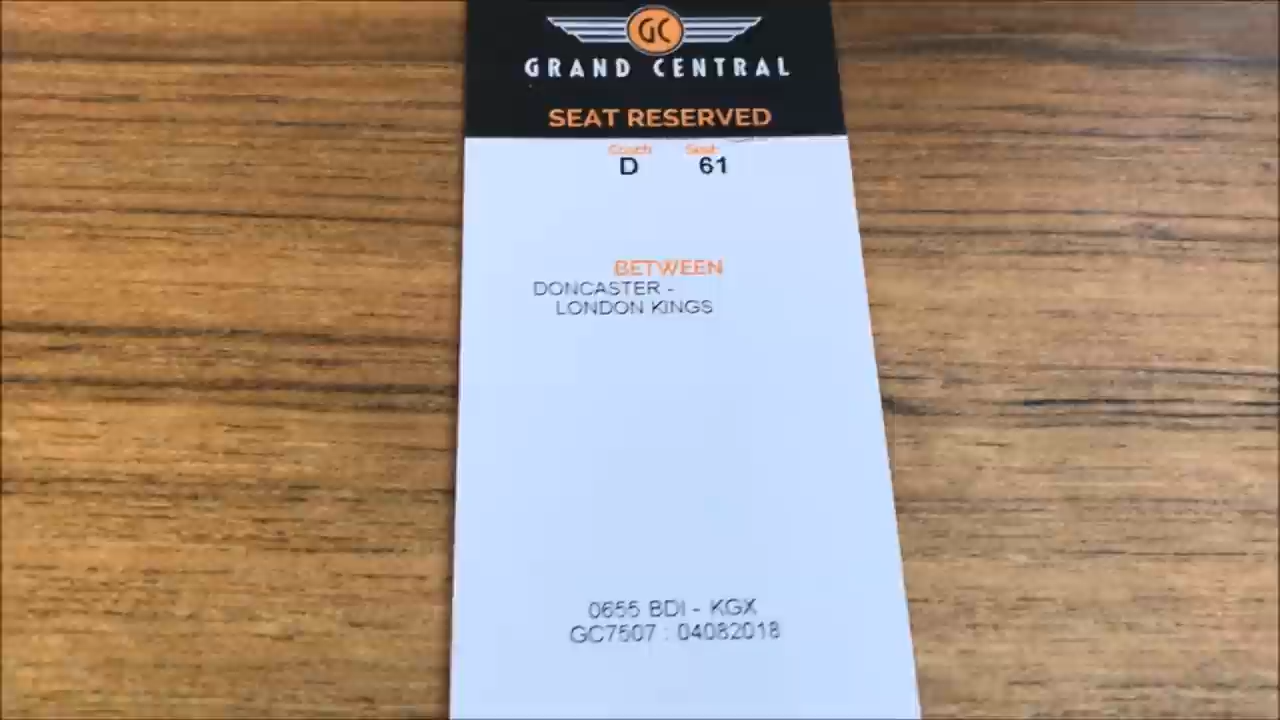 GC
GRAND CENTRAL
SEAT RESERVED
Coach Seat
D 61
BETWEEN
DONCASTER -
LONDON KINGS
0655 BDI - KGX
GC7507 : 04082018